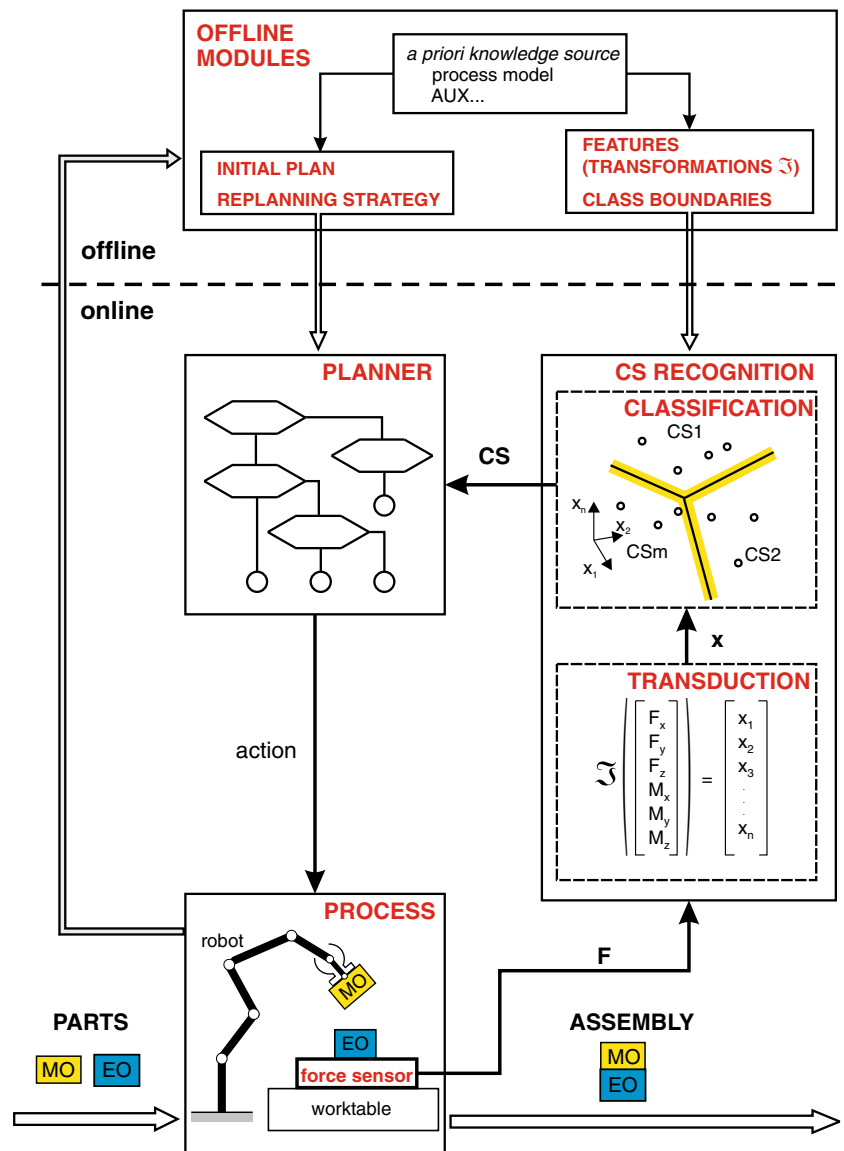 OFFLINE
MODULES
a priori knowledge source
process model
AUX...
INITIAL PLAN
REPLANNING STRATEGY
FEATURES
(TRANSFORMATIONS ℑ)
CLASS BOUNDARIES
offline
online
PLANNER
CS
CS RECOGNITION
CLASSIFICATION
CS1
xn
x2
x1
CSm
CS2
x
TRANSDUCTION
ℑ
Fx
Fy
Fz
Mx
My
Mz
=
x1
x2
x3
.
.
.
xn
action
PROCESS
robot
MO
EO
force sensor
worktable
F
PARTS
MO EO
ASSEMBLY
MO
EO